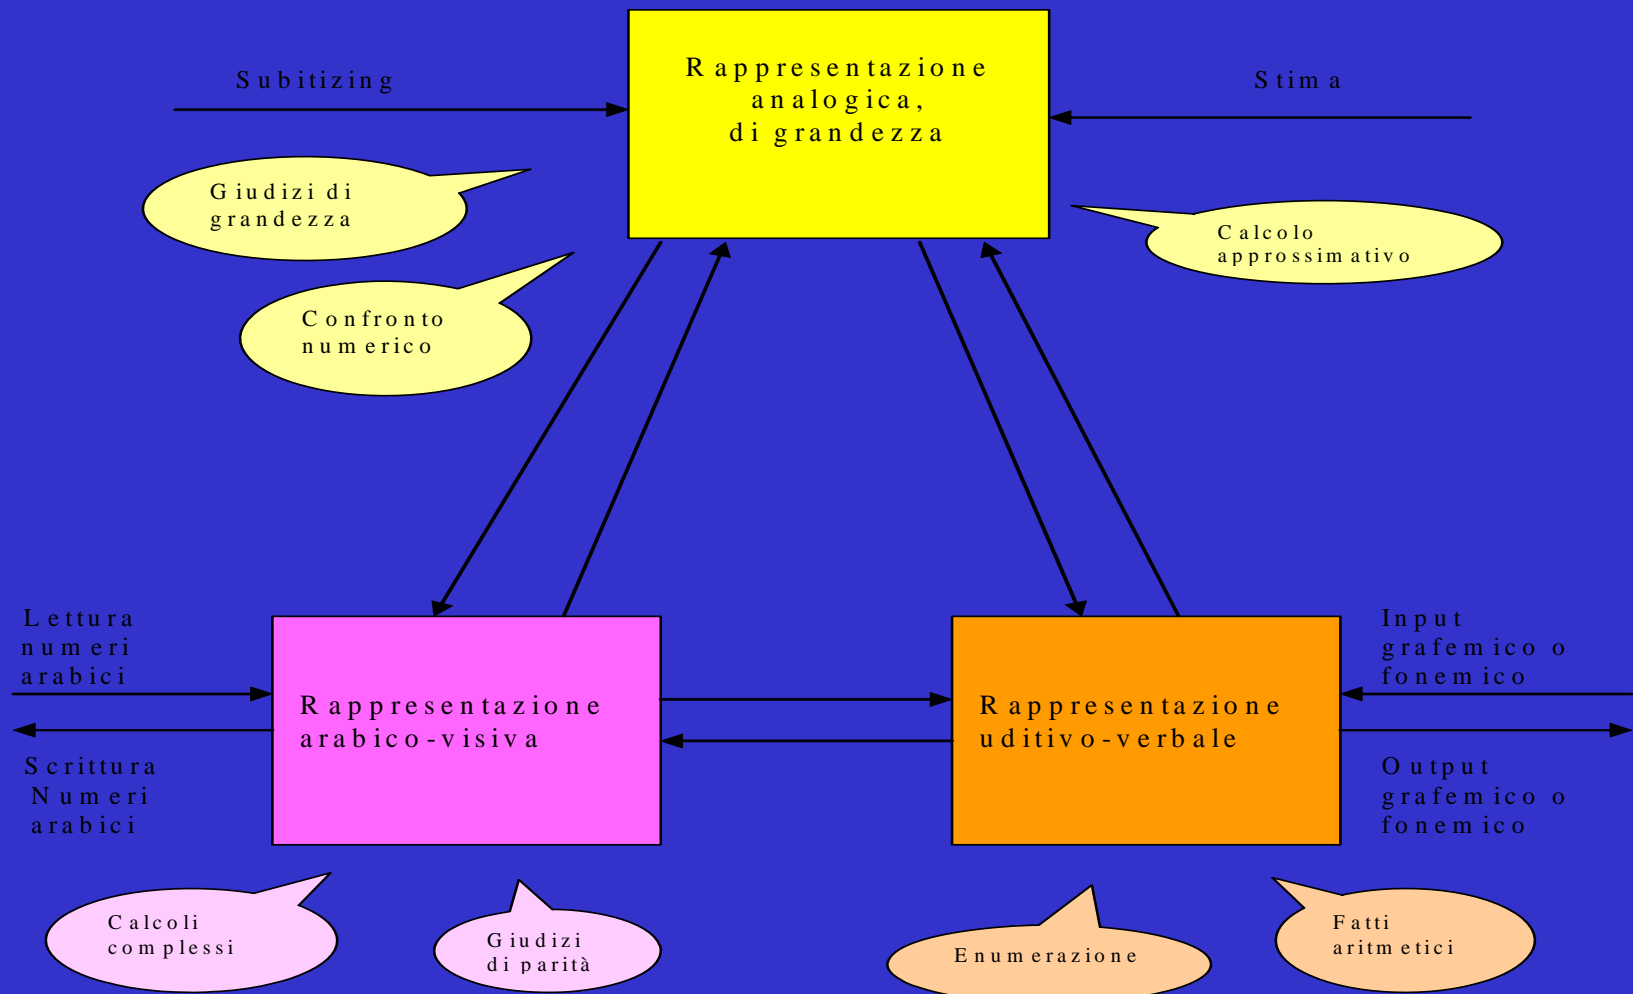 Subitizing
Rappresentazione
analogica,
di grandezza
Stima
Giudizi di
grandezza
Calcolo
approssimativo
Confronto
numerico
Lettura
numeri
arabici
Input
grafemico o
fonemico
Rappresentazione
arabico-visiva
Rappresentazione
uditivo-verbale
Scrittura
Numeri
arabici
Output
grafemico o
fonemico
Calcoli
complessi
Giudizi
di parità
Enumerazione
Fatti
aritmetici